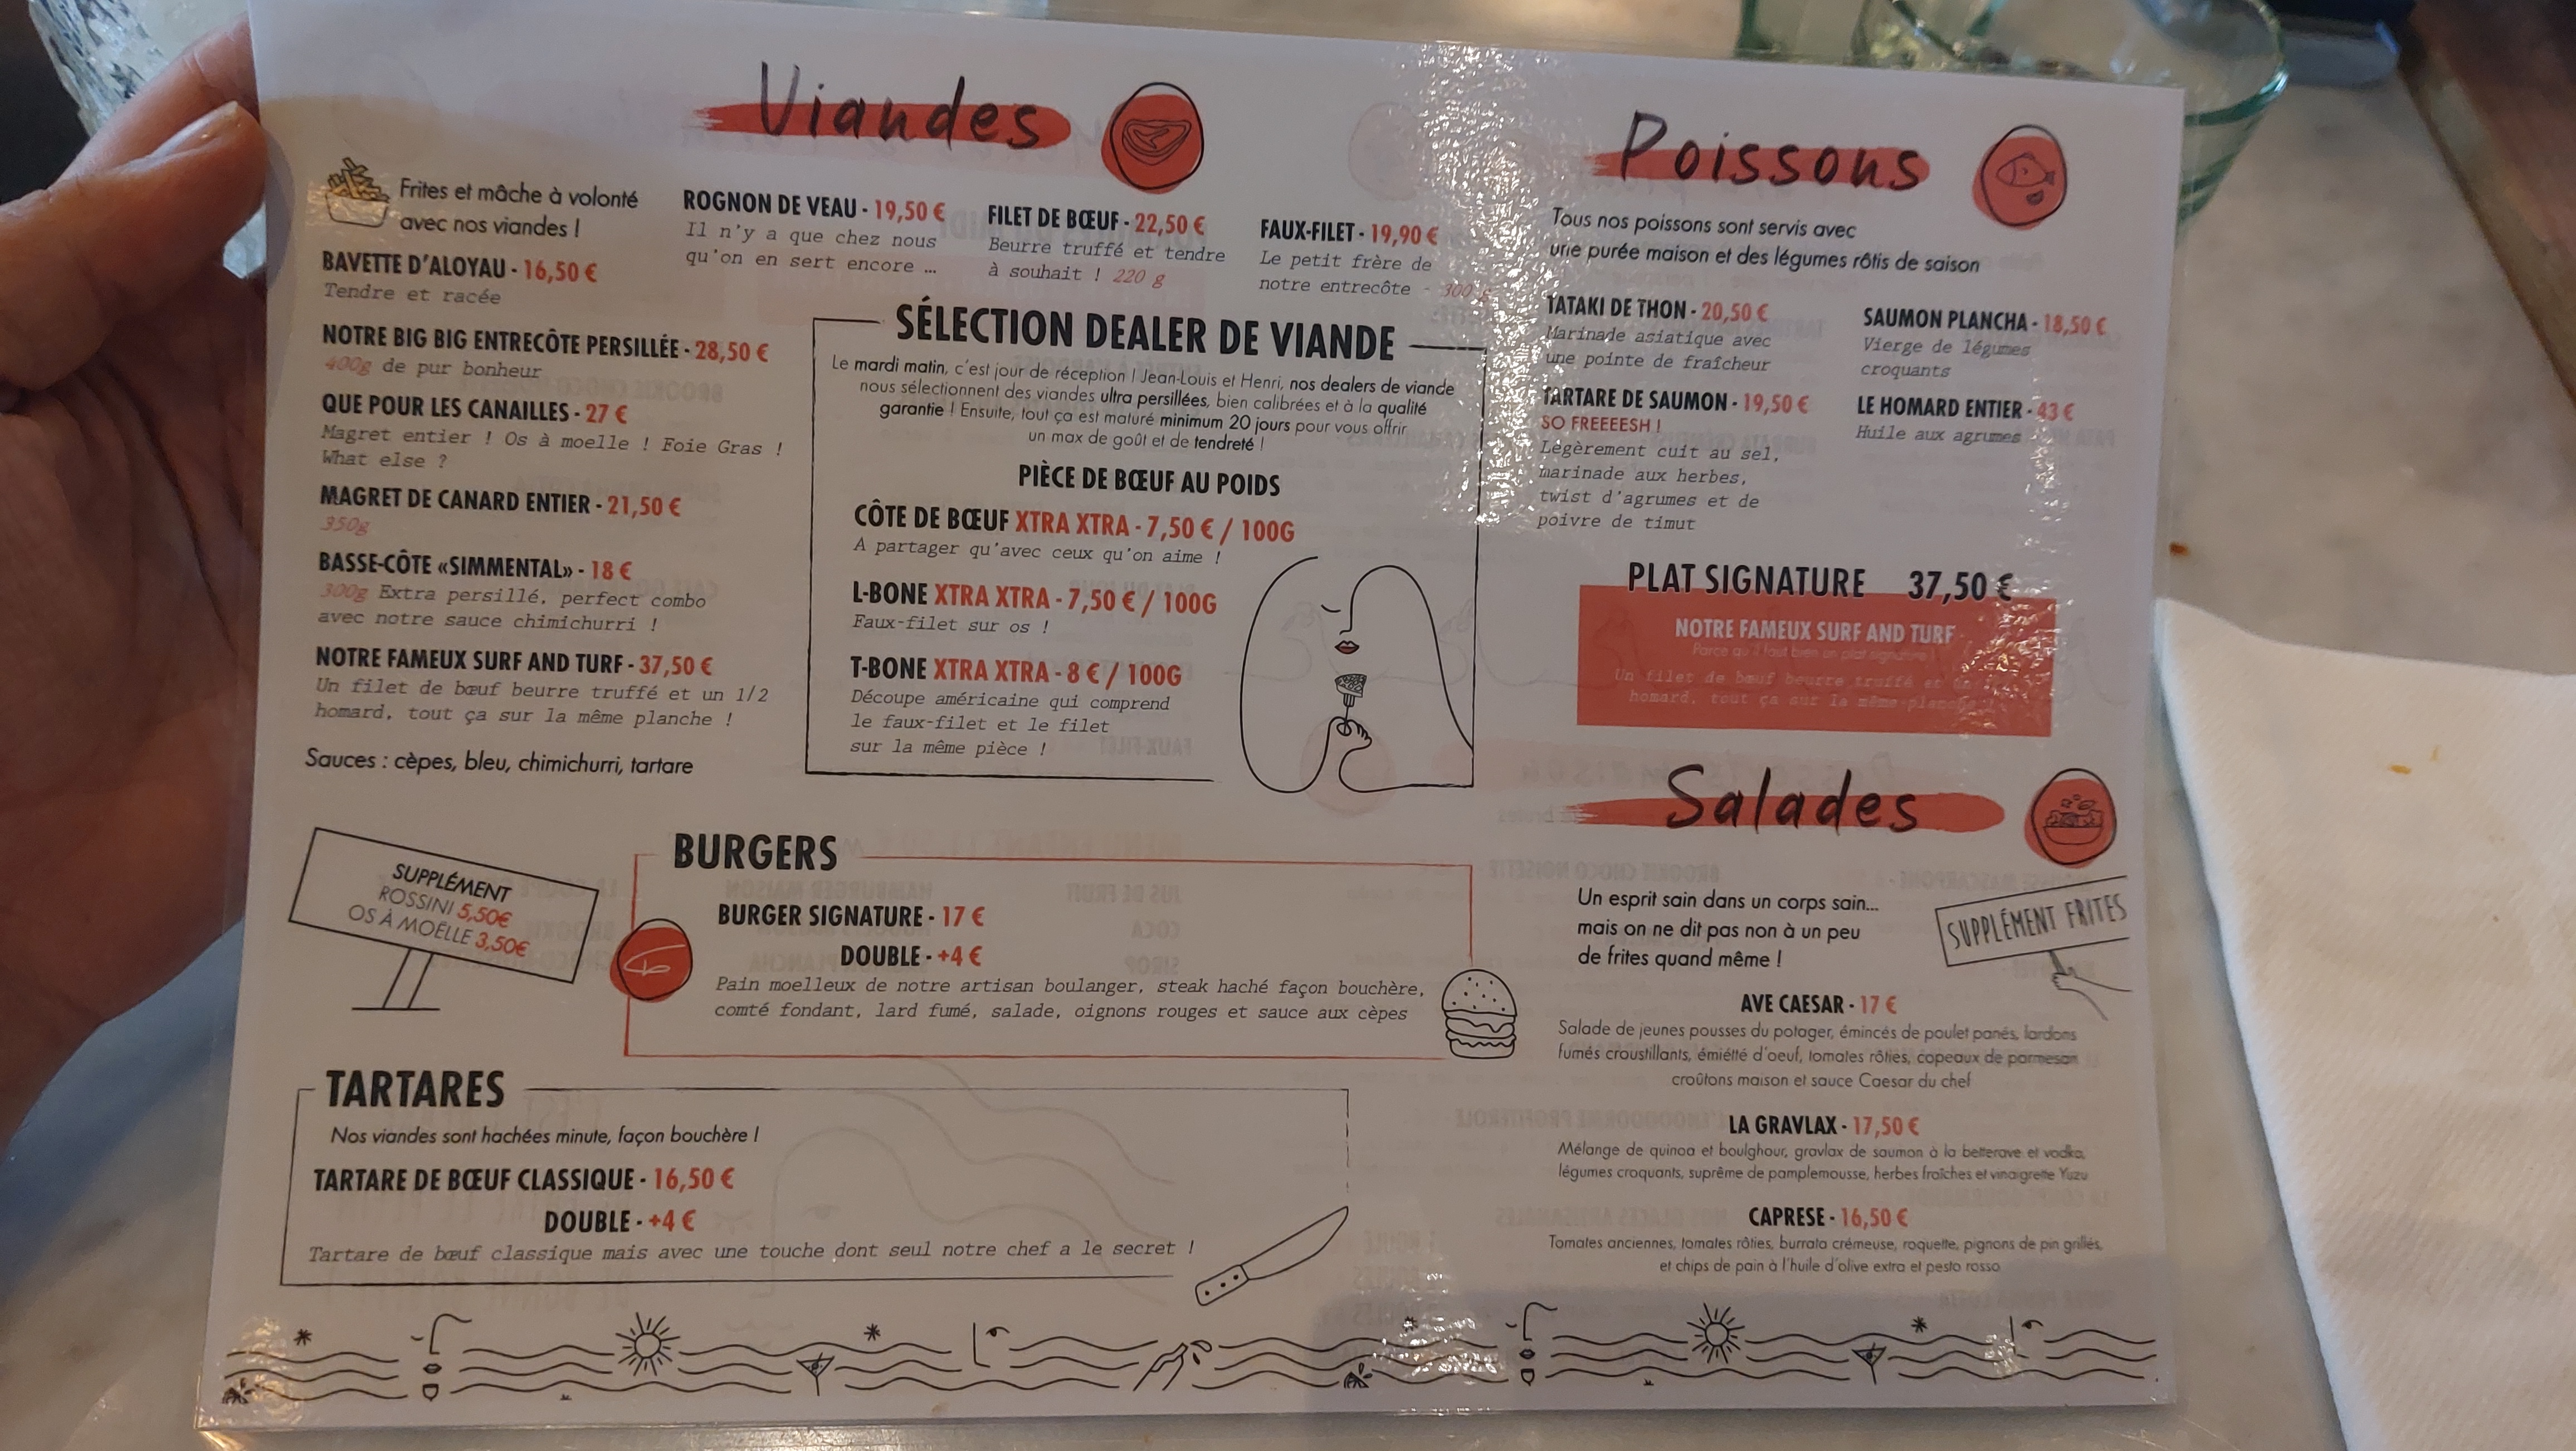 Viandes
Frites et mâche à volonté
avec nos viandes !
BAVETTE D'ALOYAU - 16,50 €
Tendre et racée
NOTRE BIG BIG ENTRECÔTE PERSILLÉE - 28,50 €
400g de pur bonheur
QUE POUR LES CANAILLES - 27 €
Magret entier ! Os à moelle ! Foie Gras !
What else ?
MAGRET DE CANARD ENTIER - 21,50 €
350g
BASSE-CÔTE «SIMMENTAL» - 18 €
300g Extra persillé, perfect combo
avec notre sauce chimichurri !
NOTRE FAMEUX SURF AND TURF - 37,50 €
Un filet de bœuf beurre truffé et un 1/2
homard, tout ça sur la même planche !
Sauces : cèpes, bleu, chimichurri, tartare
ROGNON DE VEAU - 19,50 €
Il n'y a que chez nous
qu'on en sert encore …
FILET DE BŒUF - 22,50 €
Beurre truffé et tendre
à souhait ! 220 g
FAUX-FILET - 19,90 €
Le petit frère de
notre entrecôte - 300 g
SÉLECTION DEALER DE VIANDE
Le mardi matin, c'est jour de réception ! Jean-Louis et Henri, nos dealers de viande
nous sélectionnent des viandes ultra persillées, bien calibrées et à la qualité
garantie ! Ensuite, tout ça est maturé minimum 20 jours pour vous offrir
un max de goût et de tendreté !
PIÈCE DE BŒUF AU POIDS
CÔTE DE BŒUF XTRA XTRA - 7,50 € / 100G
A partager qu'avec ceux qu'on aime !
L-BONE XTRA XTRA - 7,50 € / 100G
Faux-filet sur os !
T-BONE XTRA XTRA - 8 € / 100G
Découpe américaine qui comprend
le faux-filet et le filet
sur la même pièce !
SUPPLÉMENT
ROSSINI 5,50€
OS À MOELLE 3,50€
BURGERS
BURGER SIGNATURE - 17 €
DOUBLE - +4 €
Pain moelleux de notre artisan boulanger, steak haché façon bouchère,
comté fondant, lard fumé, salade, oignons rouges et sauce aux cèpes
TARTARES
Nos viandes sont hachées minute, façon bouchère !
TARTARE DE BŒUF CLASSIQUE - 16,50 €
DOUBLE - +4 €
Tartare de bœuf classique mais avec une touche dont seul notre chef a le secret !
Poissons
Tous nos poissons sont servis avec
une purée maison et des légumes rôtis de saison
TATAKI DE THON - 20,50 €
Marinade asiatique avec
une pointe de fraîcheur
TARTARE DE SAUMON - 19,50 €
SO FREEEESH !
Légèrement cuit au sel,
marinade aux herbes,
twist d'agrumes et de
poivre de timut
SAUMON PLANCHA - 18,50 €
Vierge de légumes
croquants
LE HOMARD ENTIER - 43 €
Huile aux agrumes
PLAT SIGNATURE 37,50 €
NOTRE FAMEUX SURF AND TURF
Parce qu'il faut bien un plat signature !
Un filet de bœuf beurre truffé et
homard, tout ça sur la même planche !
Salades
Un esprit sain dans un corps sain...
mais on ne dit pas non à un peu
de frites quand même !
SUPPLÉMENT FRITES
AVE CAESAR - 17 €
Salade de jeunes pousses du potager, émincés de poulet panés, lardons
fumés croustillants, émiétté d'oeuf, tomates rôties, copeaux de parmesan
croûtons maison et sauce Caesar du chef
LA GRAVLAX - 17,50 €
Mélange de quinoa et boulghour, gravlax de saumon à la betterave et vodka,
légumes croquants, suprême de pamplemousse, herbes fraîches et vinaigrette Yuzu
CAPRESE - 16,50 €
Tomates anciennes, tomates rôties, burrata crémeuse, roquette, pignons de pin grillés,
et chips de pain à l'huile d'olive extra et pesto rosso